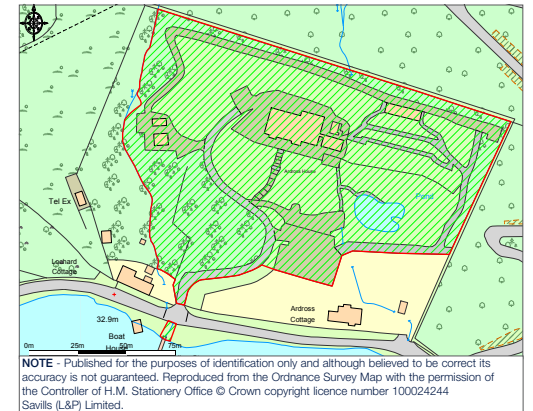 Ardross House
Pond
Tel Ex
Lochard
Cottage
32.9m
Ardross
Cottage
Boat
House
0m 25m 50m 75m
NOTE - Published for the purposes of identification only and although believed to be correct its
accuracy is not guaranteed. Reproduced from the Ordnance Survey Map with the permission of
the Controller of H.M. Stationery Office © Crown copyright licence number 100024244
Savills (L&P) Limited.